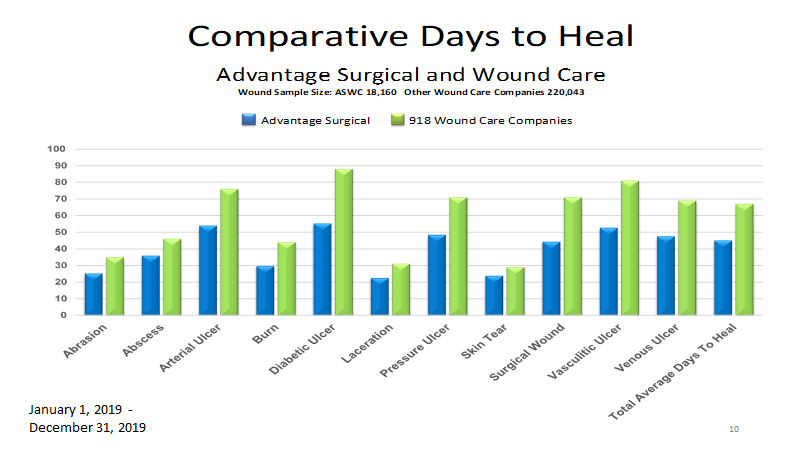 Comparative Days to Heal
Advantage Surgical and Wound Care
Wound Sample Size: ASWC 18,160 Other Wound Care Companies 220,043
Advantage Surgical
918 Wound Care Companies
100
90
80
70
60
50
40
30
20
10
0
Abrasion
Abscess
Arterial Ulcer
Burn
Diabetic Ulcer
Laceration
Pressure Ulcer
Skin Tear
Surgical Wound
Vasculitic Ulcer
Venous Ulcer
Total Average Days To Heal
January 1, 2019 -
December 31, 2019
10